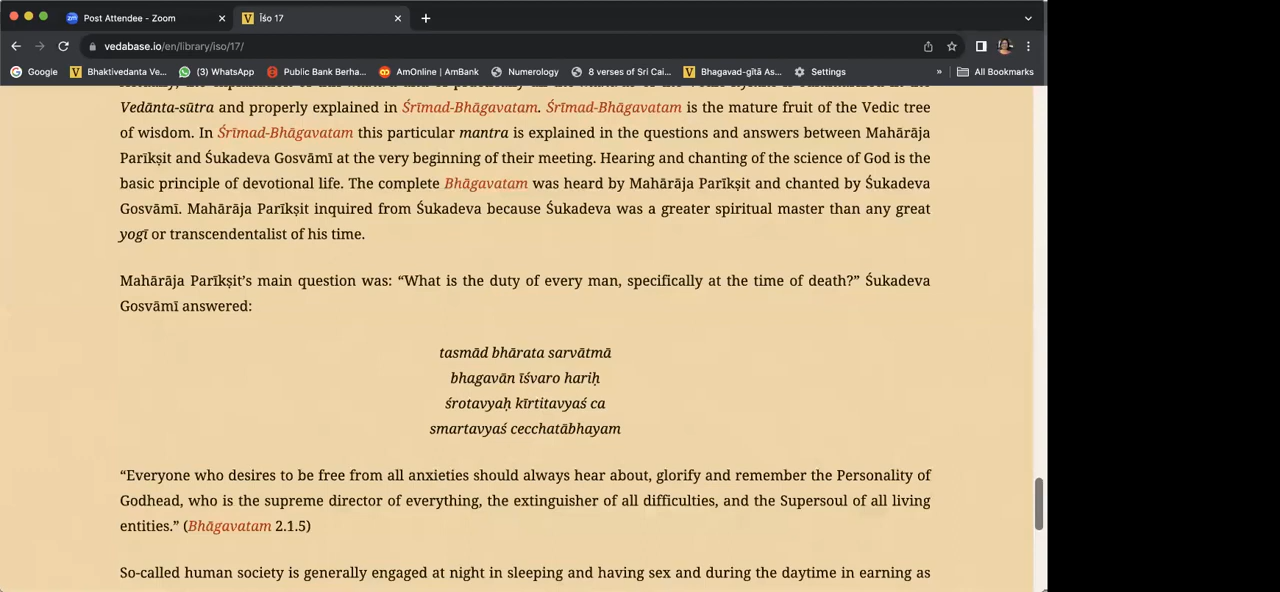 Post Attendee - Zoom
Īśo 17
vedabase.io/en/library/iso/17/
Google
Bhaktivedanta Ve...
(3) WhatsApp
Public Bank Berha...
AmOnline | AmBank
Numerology
8 verses of Sri Cai...
Bhagavad-gītā As...
Settings
»
All Bookmarks
Vedānta-sūtra and properly explained in Śrīmad-Bhāgavatam. Śrīmad-Bhāgavatam is the mature fruit of the Vedic tree
of wisdom. In Śrīmad-Bhāgavatam this particular mantra is explained in the questions and answers between Mahārāja
Parīkṣit and Śukadeva Gosvāmī at the very beginning of their meeting. Hearing and chanting of the science of God is the
basic principle of devotional life. The complete Bhāgavatam was heard by Mahārāja Parīkṣit and chanted by Śukadeva
Gosvāmī. Mahārāja Parīkṣit inquired from Śukadeva because Śukadeva was a greater spiritual master than any great
yogī or transcendentalist of his time.
Mahārāja Parīkṣit’s main question was: “What is the duty of every man, specifically at the time of death?” Śukadeva
Gosvāmī answered:
tasmād bhārata sarvātmā
bhagavān īśvaro hariḥ
śrotavyaḥ kīrtitavyaś ca
smartavyaś cecchatābhayam
“Everyone who desires to be free from all anxieties should always hear about, glorify and remember the Personality of
Godhead, who is the supreme director of everything, the extinguisher of all difficulties, and the Supersoul of all living
entities.” (Bhāgavatam 2.1.5)
So-called human society is generally engaged at night in sleeping and having sex and during the daytime in earning as